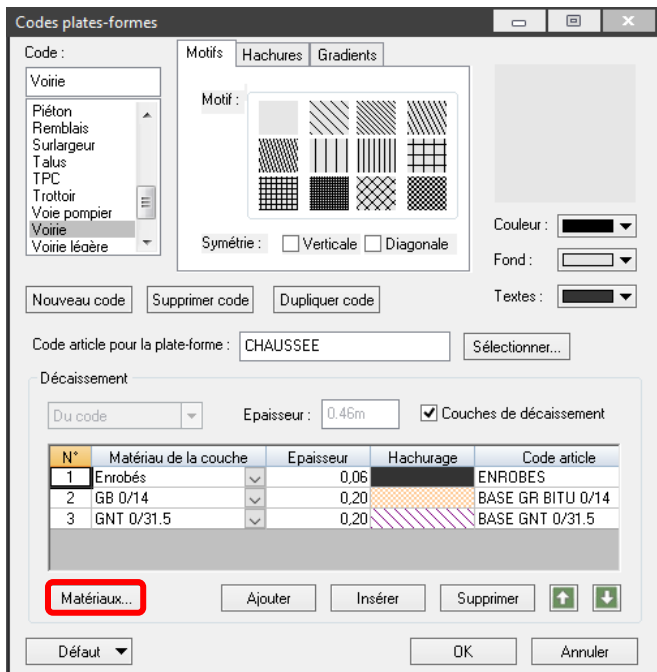 Codes plates-formes
Code :
Voirie
Piéton
Remblais
Surlargeur
Talus
TPC
Trottoir
Voie pompier
Voirie
Voirie légère
Motifs Hachures Gradients
Motif :
Symétrie : Verticale Diagonale
Couleur :
Fond :
Textes :
Nouveau code Supprimer code Dupliquer code
Code article pour la plate-forme : CHAUSSEE Sélectionner...
Décaissement
Du code Epaisseur : 0.46m Couches de décaissement
N° Matériau de la couche Epaisseur Hachurage Code article
1 Enrobés 0,06 ENROBES
2 GB 0/14 0,20 BASE GR BITU 0/14
3 GNT 0/31.5 0,20 BASE GNT 0/31.5
Matériaux... Ajouter Insérer Supprimer
Défaut OK Annuler